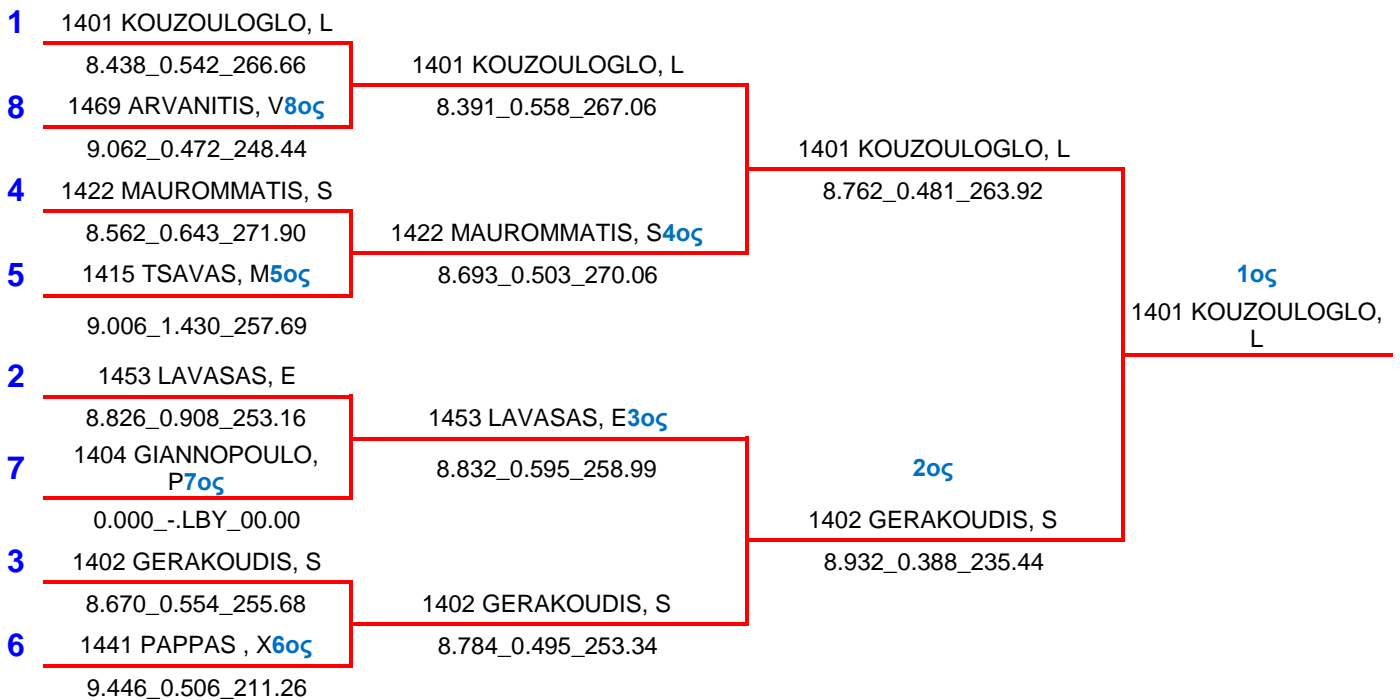 1 1401 KOUZOULOGLO, L
8.438_0.542_266.66
8 1469 ARVANITIS, V8ος
9.062_0.472_248.44
4 1422 MAUROMMATIS, S
8.562_0.643_271.90
5 1415 TSAVAS, M5ος
9.006_1.430_257.69
2 1453 LAVASAS, E
8.826_0.908_253.16
7 1404 GIANNOPOULO,
P7ος
0.000_-.LBY_00.00
3 1402 GERAKOUDIS, S
8.670_0.554_255.68
6 1441 PAPPAS , X6ος
9.446_0.506_211.26
1401 KOUZOULOGLO, L
8.391_0.558_267.06
1422 MAUROMMATIS, S4ος
8.693_0.503_270.06
1453 LAVASAS, E3ος
8.832_0.595_258.99
1402 GERAKOUDIS, S
8.784_0.495_253.34
1401 KOUZOULOGLO, L
8.762_0.481_263.92
2ος
1402 GERAKOUDIS, S
8.932_0.388_235.44
1ος
1401 KOUZOULOGLO,
L